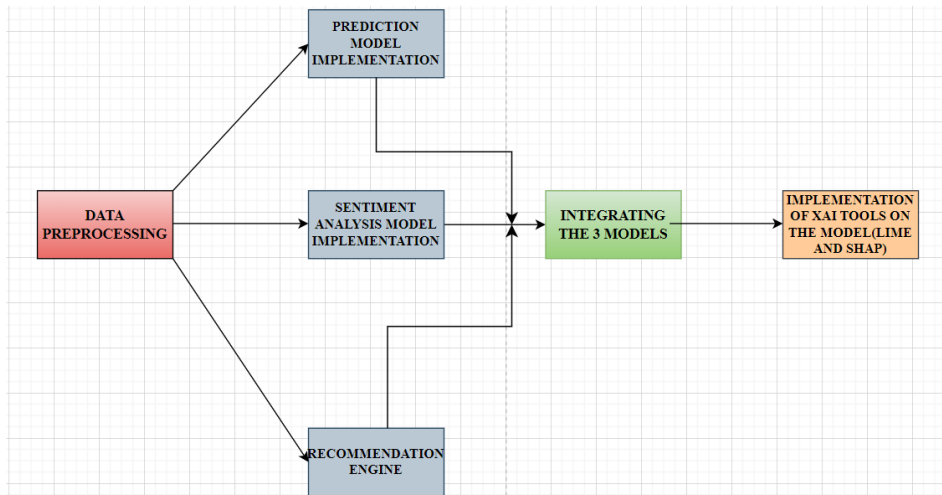 PREDICTION
MODEL
IMPLEMENTATION
DATA
PREPROCESSING
SENTIMENT
ANALYSIS MODEL
IMPLEMENTATION
INTEGRATING
THE 3 MODELS
IMPLEMENTATION
OF XAI TOOLS ON
THE MODEL(LIME
AND SHAP)
RECOMMENDATION
ENGINE